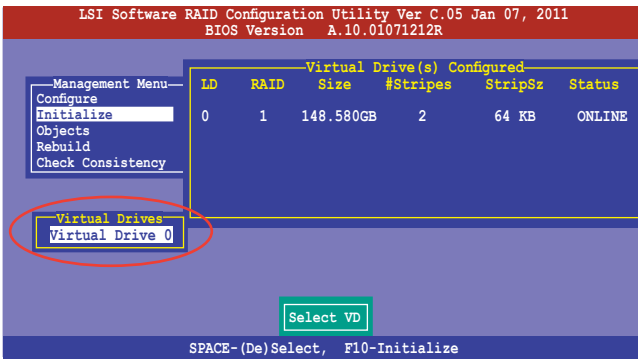 LSI Software RAID Configuration Utility Ver C.05 Jan 07, 2011
BIOS Version A.10.01071212R
Virtual Drive(s) Configured
LD RAID Size #Stripes StripSz Status
0 1 148.580GB 2 64 KB ONLINE
Management Menu
Configure
Initialize
Objects
Rebuild
Check Consistency
Virtual Drives
Virtual Drive 0
Select VD
SPACE-(De)Select, F10-Initialize